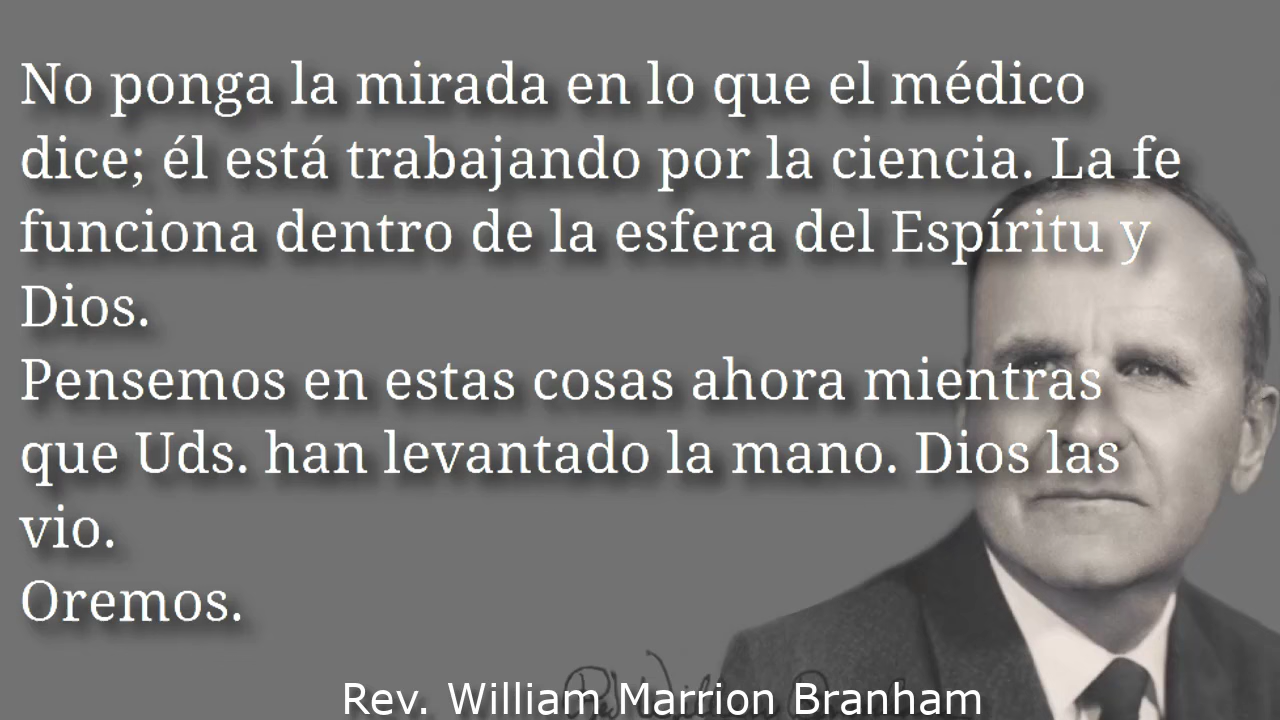 No ponga la mirada en lo que el médico
dice; él está trabajando por la ciencia. La fe
funciona dentro de la esfera del Espíritu y
Dios.
Pensemos en estas cosas ahora mientras
que Uds. han levantado la mano. Dios las
vio.
Oremos.
Rev. William Marrion Branham